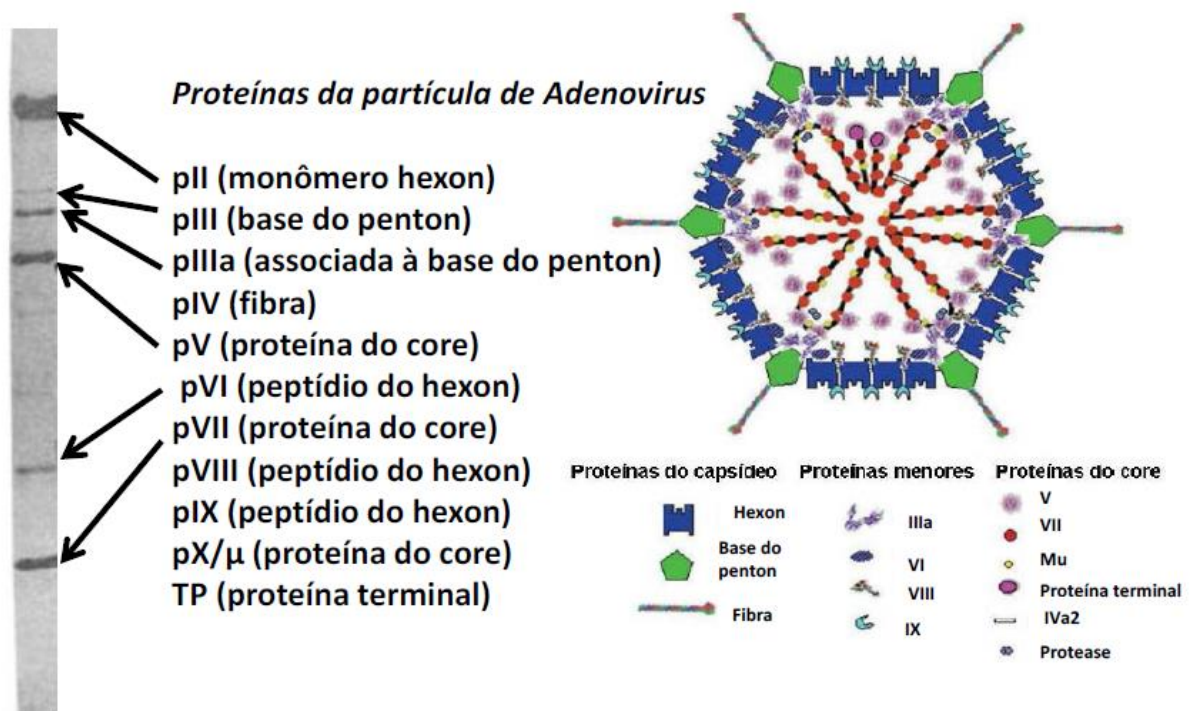 Proteínas da partícula de Adenovirus
pII (monômero hexon)
pIII (base do penton)
pIIIa (associada à base do penton)
pIV (fibra)
pV (proteína do core)
pVI (peptídio do hexon)
pVII (proteína do core)
pVIII (peptídio do hexon)
pIX (peptídio do hexon)
pX/µ (proteína do core)
TP (proteína terminal)
Proteínas do capsídeo
Hexon
Base do
penton
Fibra
Proteínas menores
IIIa
VI
VIII
IX
Proteínas do core
V
VII
Mu
Proteína terminal
IVa2
Protease